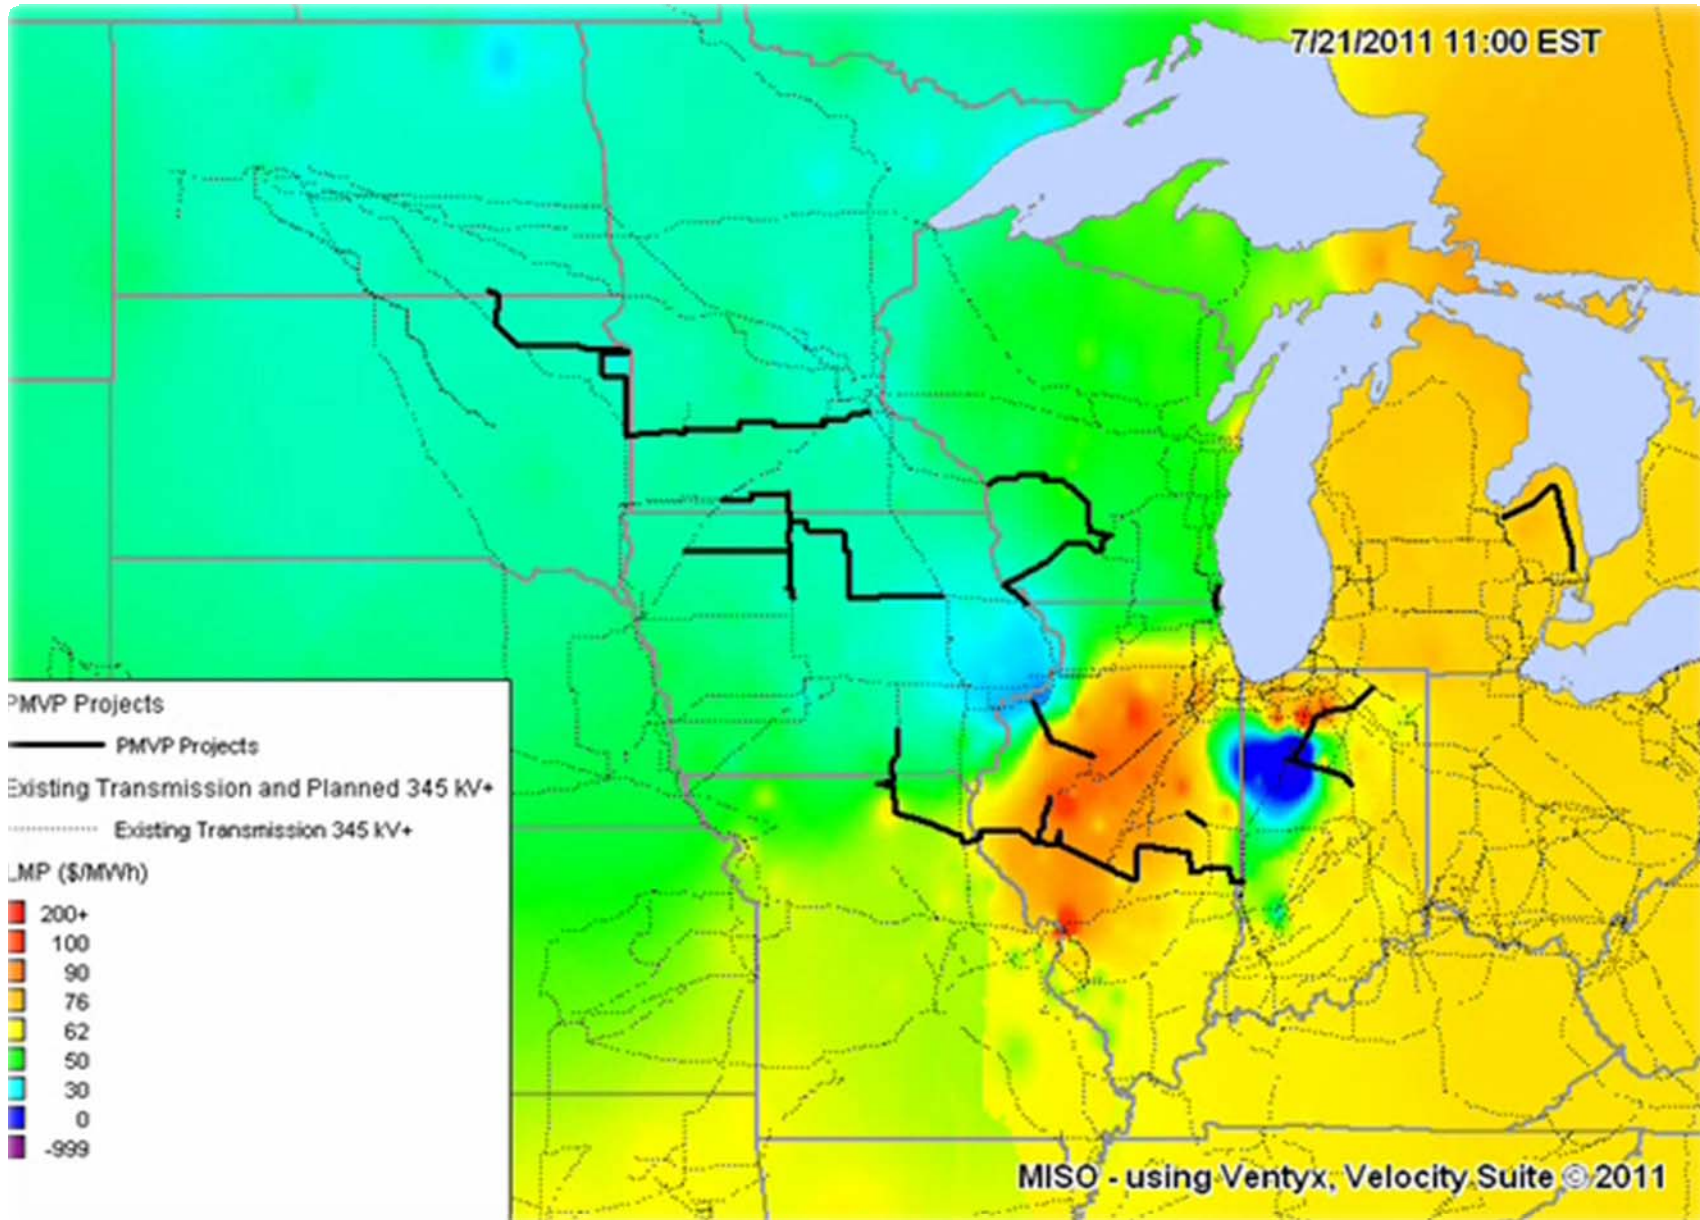 7/21/2011 11:00 EST
PMVP Projects
PMVP Projects
Existing Transmission and Planned 345 kV+
Existing Transmission 345 kV+
LMP ($/MWh)
200+
100
90
76
62
50
30
0
-999
MISO - using Ventyx, Velocity Suite © 2011